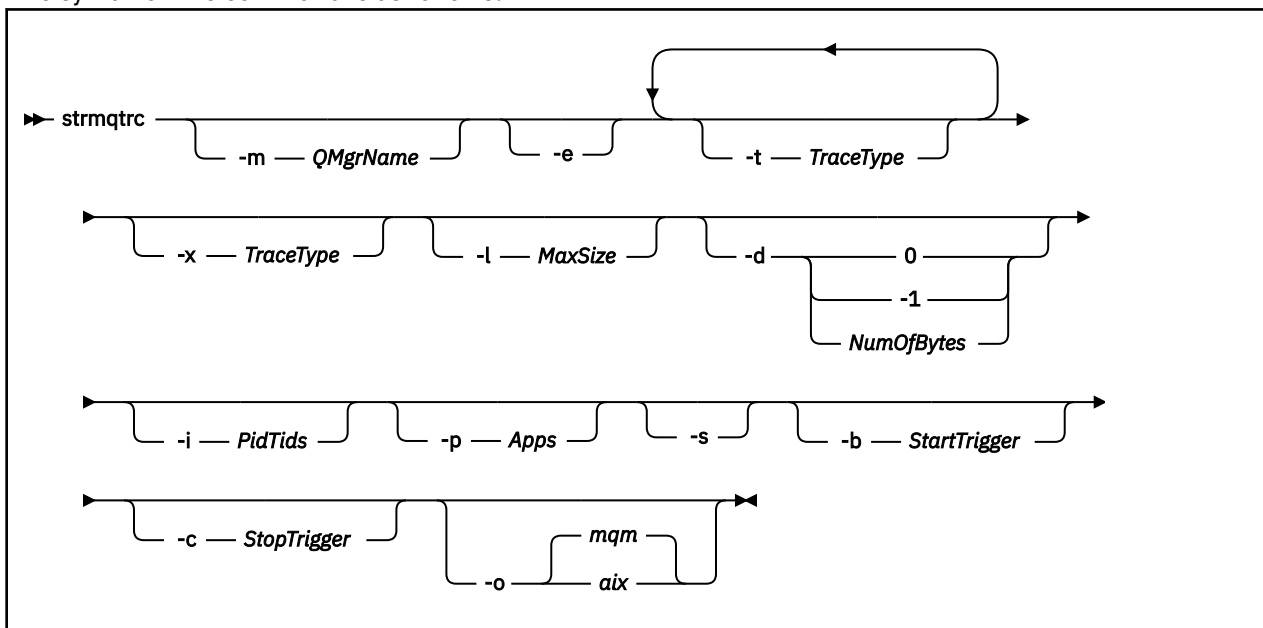 strmqtrc
-m QMgrName
-e
-t TraceType
-x TraceType
-l MaxSize
-d 0
-1
NumOfBytes
-i PidTids
-p Apps
-s
-b StartTrigger
-c StopTrigger
mqm
-o aix